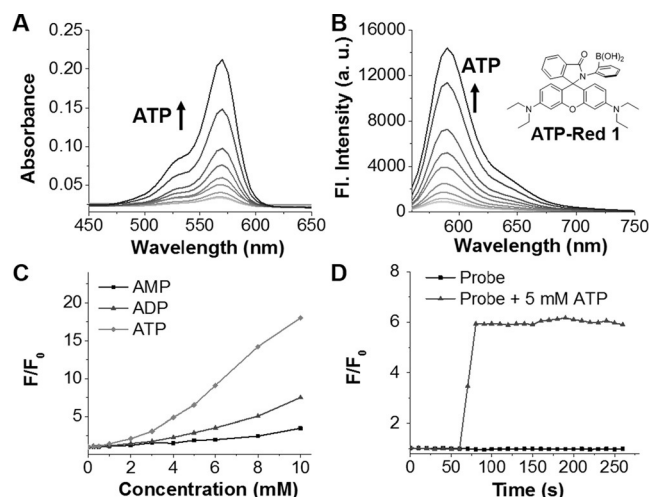 A
0.25
0.20
0.15
0.10
0.05
Absorbance
ATP
450 500 550 600 650
Wavelength (nm)
B
16000
12000
8000
4000
0
Fl. Intensity (a. u.)
ATP
O
B(OH)2
N
N
O
N
ATP-Red 1
600 650 700 750
Wavelength (nm)
C
AMP
ADP
ATP
20
15
10
5
F/F0
0 2 4 6 8 10
Concentration (mM)
D
Probe
Probe + 5 mM ATP
8
6
4
2
F/F0
0 50 100 150 200 250
Time (s)